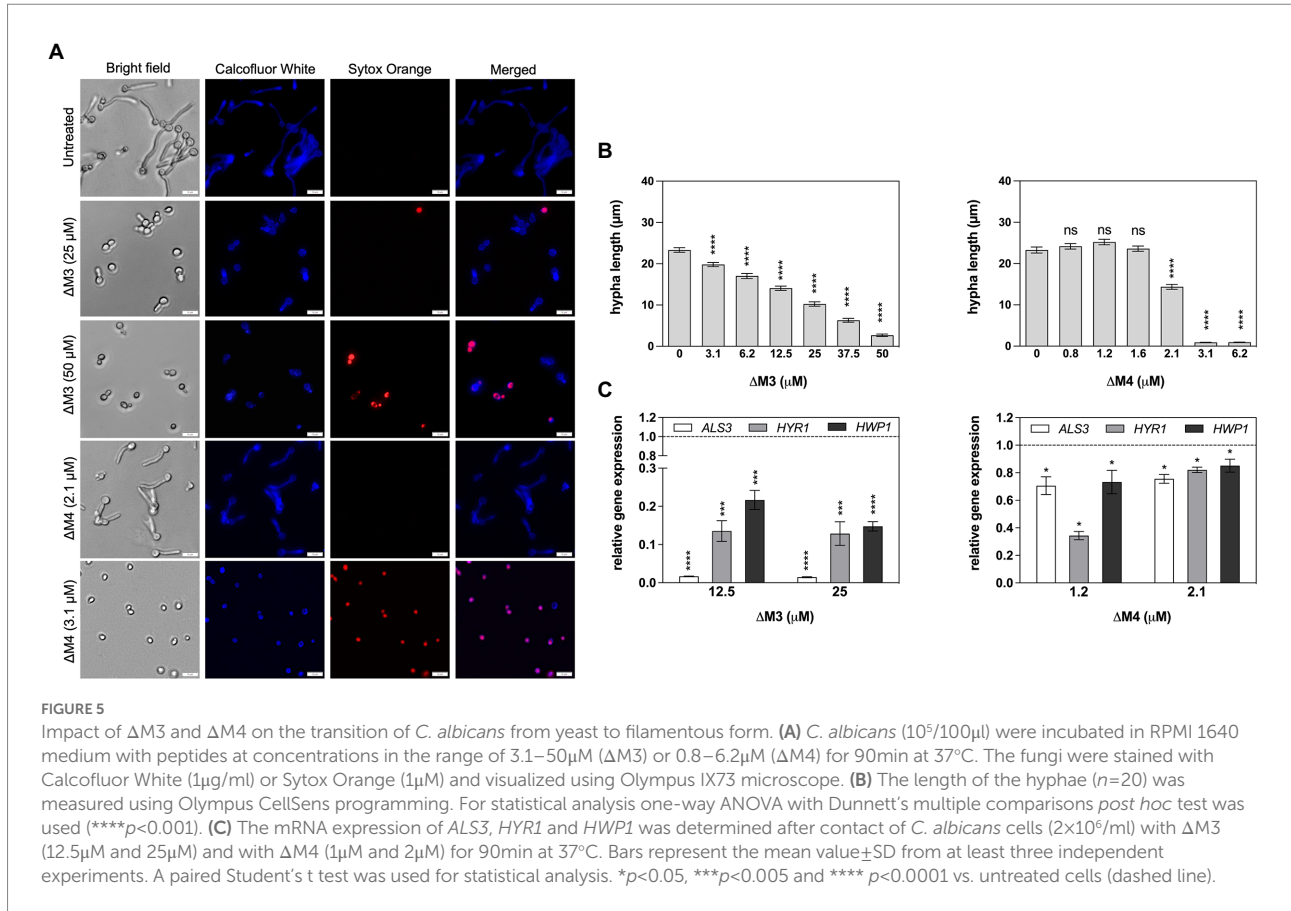 A
Bright field Calcofluor White Sytox Orange Merged
Untreated
ΔM3 (25 μM)
ΔM3 (50 μM)
ΔM4 (2.1 μM)
ΔM4 (3.1 μM)
B
hypha length (μm)
40
30
20
10
0
**** **** **** **** **** ****
0 3.1 6.2 12.5 25 37.5 50
ΔM3 (μM)
hypha length (μm)
40
30
20
10
0
ns ns ns **** **** ****
0 0.8 1.2 1.6 2.1 3.1 6.2
ΔM4 (μM)
C
relative gene expression
ALS3 HYR1 HWP1
1.2
1.0
0.8
0.3
0.2
0.1
0.0
**** *** *** **** *** ****
12.5 25
ΔM3 (μM)
relative gene expression
ALS3 HYR1 HWP1
1.2
1.0
0.8
0.6
0.4
0.2
0.0
* * * * * *
1.2 2.1
ΔM4 (μM)
FIGURE 5
Impact of ΔM3 and ΔM4 on the transition of C. albicans from yeast to filamentous form. (A) C. albicans (10⁵/100μl) were incubated in RPMI 1640
medium with peptides at concentrations in the range of 3.1–50μM (ΔM3) or 0.8–6.2μM (ΔM4) for 90min at 37°C. The fungi were stained with
Calcofluor White (1μg/ml) or Sytox Orange (1μM) and visualized using Olympus IX73 microscope. (B) The length of the hyphae (n=20) was
measured using Olympus CellSens programming. For statistical analysis one-way ANOVA with Dunnett's multiple comparisons post hoc test was
used (****p<0.001). (C) The mRNA expression of ALS3, HYR1 and HWP1 was determined after contact of C. albicans cells (2×10⁶/ml) with ΔM3
(12.5μM and 25μM) and with ΔM4 (1μM and 2μM) for 90min at 37°C. Bars represent the mean value±SD from at least three independent
experiments. A paired Student's t test was used for statistical analysis. *p<0.05, ***p<0.005 and **** p<0.0001 vs. untreated cells (dashed line).